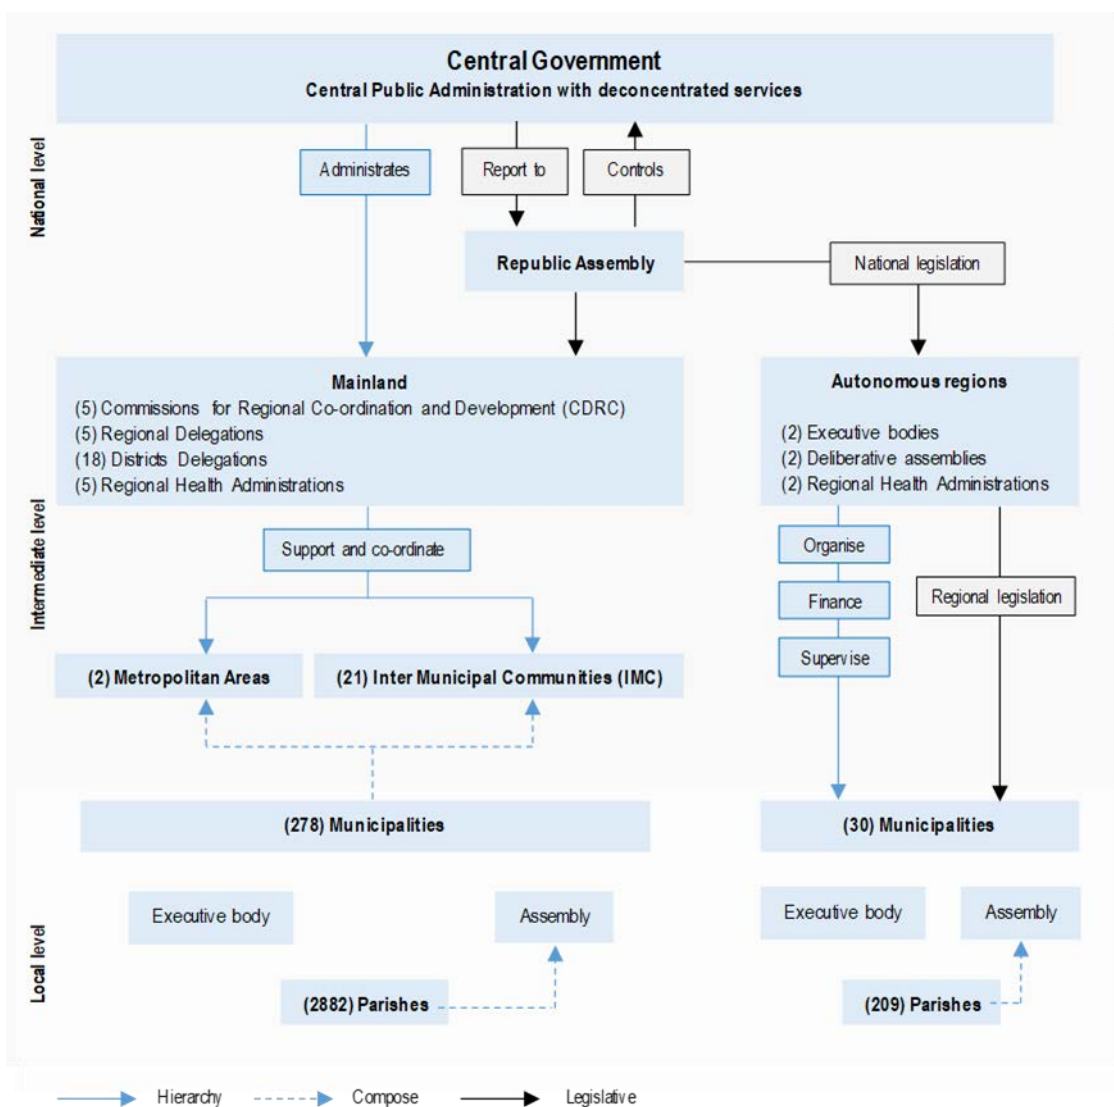 Central Government
Central Public Administration with deconcentrated services
National level
Administrates
Report to
Controls
Republic Assembly
National legislation
Mainland
(5) Commissions for Regional Co-ordination and Development (CDRC)
(5) Regional Delegations
(18) Districts Delegations
(5) Regional Health Administrations
Autonomous regions
(2) Executive bodies
(2) Deliberative assemblies
(2) Regional Health Administrations
Intermediate level
Support and co-ordinate
Organise
Finance
Supervise
Regional legislation
(2) Metropolitan Areas
(21) Inter Municipal Communities (IMC)
(278) Municipalities
(30) Municipalities
Local level
Executive body
Assembly
Executive body
Assembly
(2882) Parishes
(209) Parishes
Hierarchy
Compose
Legislative